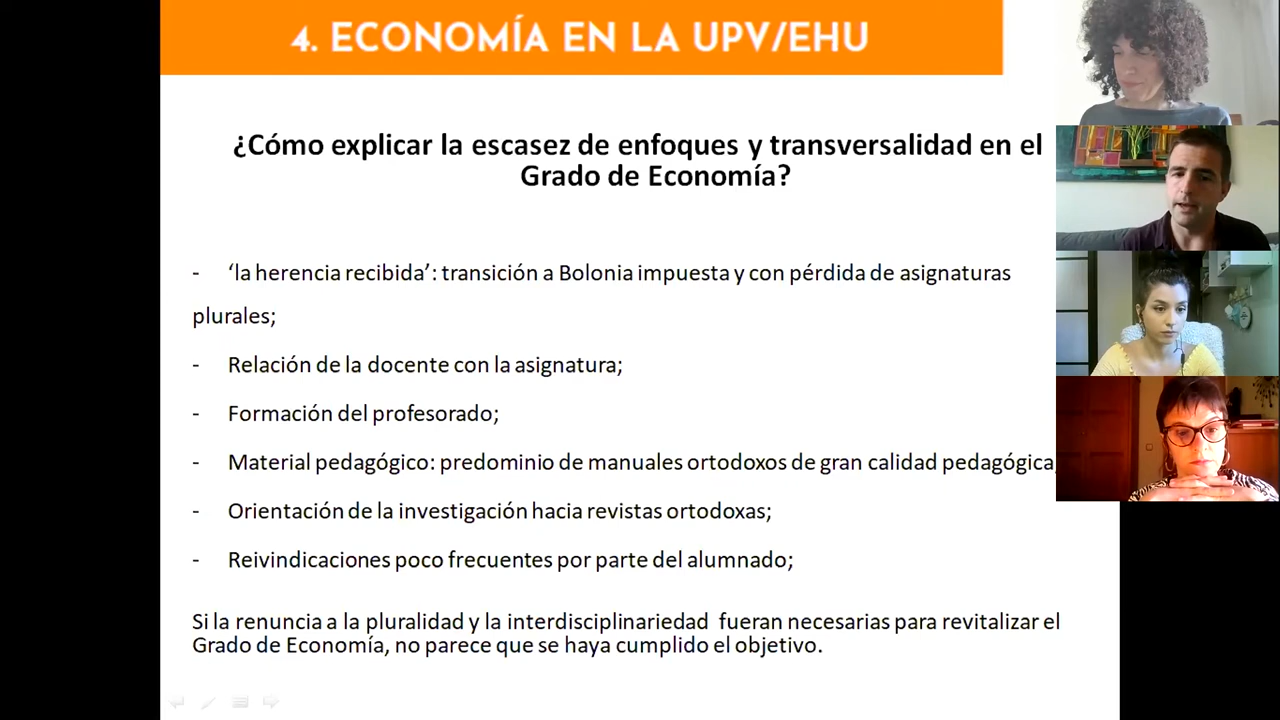 4. ECONOMÍA EN LA UPV/EHU
¿Cómo explicar la escasez de enfoques y transversalidad en el
Grado de Economía?
- ‘la herencia recibida’: transición a Bolonia impuesta y con pérdida de asignaturas
plurales;
- Relación de la docente con la asignatura;
- Formación del profesorado;
- Material pedagógico: predominio de manuales ortodoxos de gran calidad pedagógica;
- Orientación de la investigación hacia revistas ortodoxas;
- Reivindicaciones poco frecuentes por parte del alumnado;
Si la renuncia a la pluralidad y la interdisciplinariedad fueran necesarias para revitalizar el
Grado de Economía, no parece que se haya cumplido el objetivo.